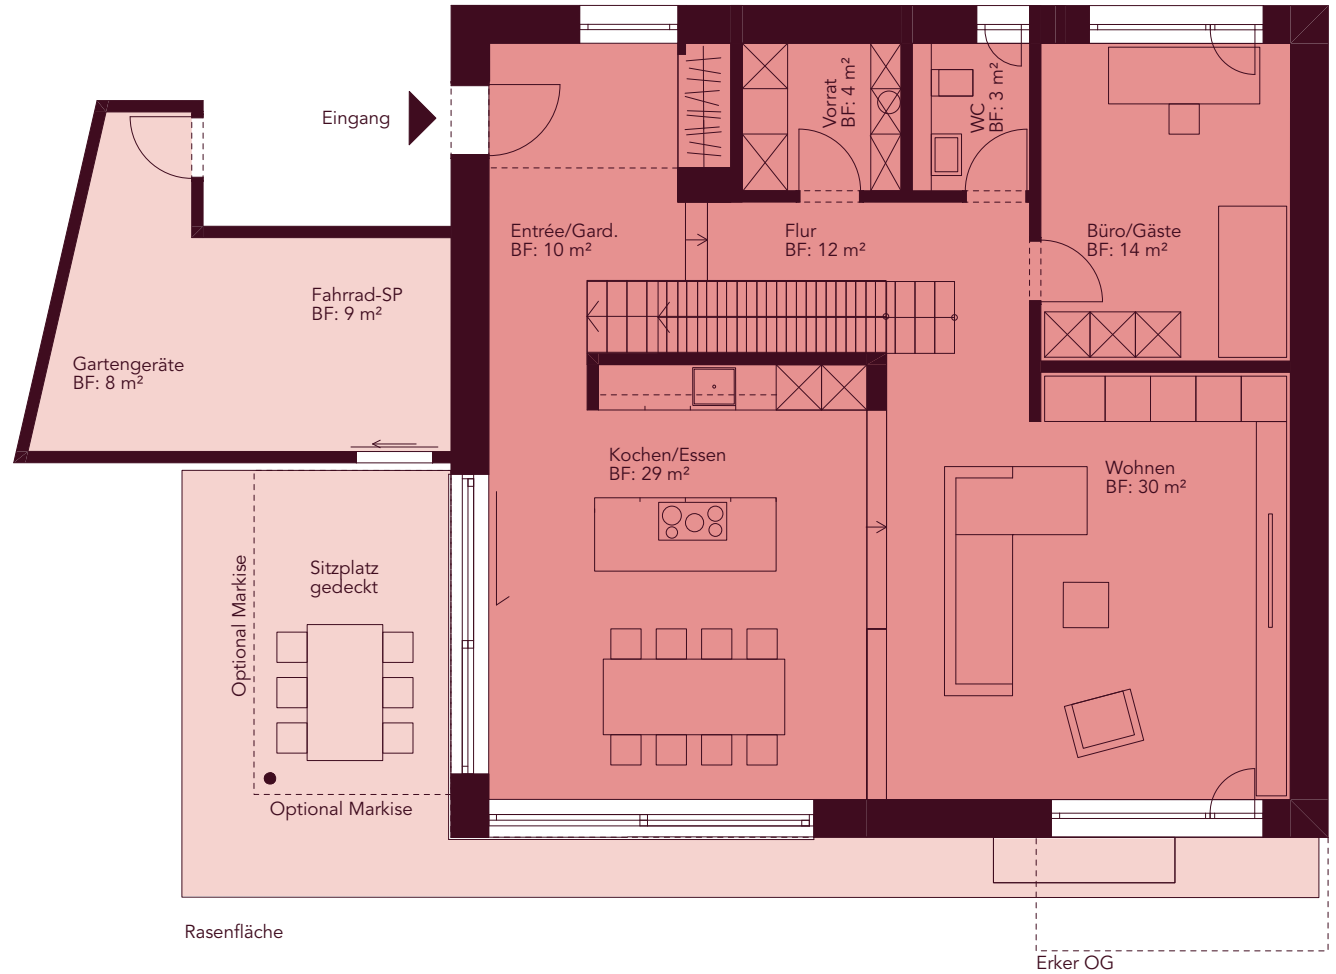 Eingang
Vorrat
BF: 4 m²
WC
BF: 3 m²
Entrée/Gard.
BF: 10 m²
Flur
BF: 12 m²
Büro/Gäste
BF: 14 m²
Fahrrad-SP
BF: 9 m²
Gartengeräte
BF: 8 m²
Kochen/Essen
BF: 29 m²
Wohnen
BF: 30 m²
Sitzplatz
gedeckt
Optional Markise
Optional Markise
Rasenfläche
Erker OG